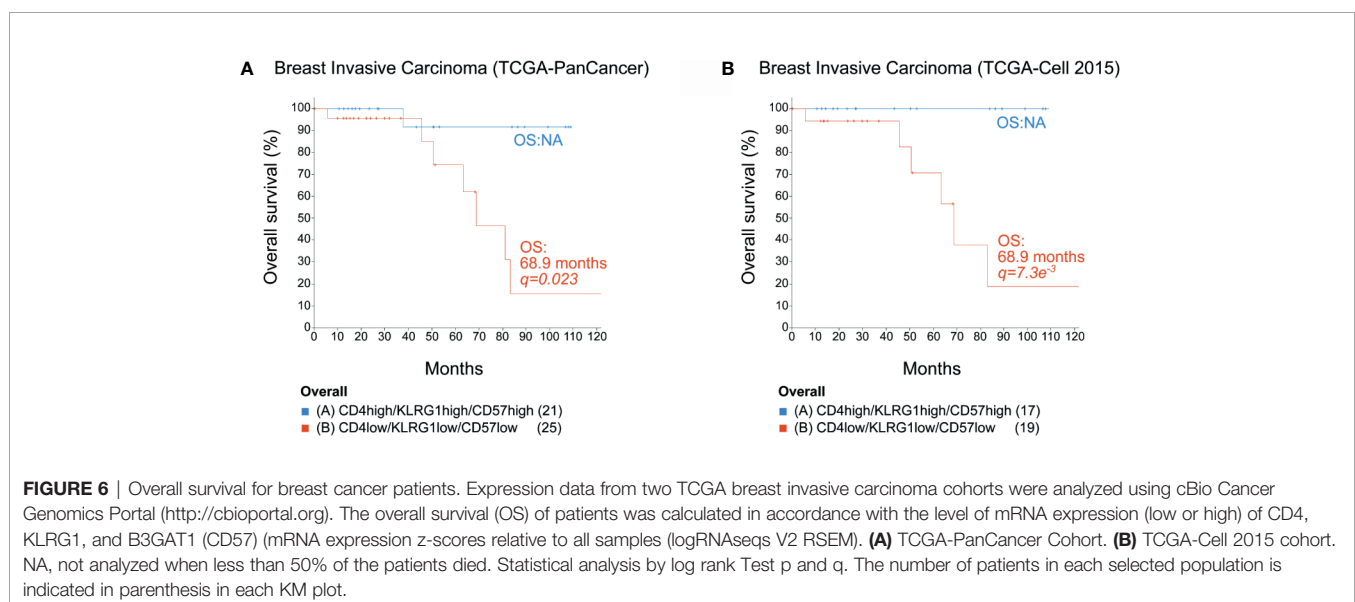 A Breast Invasive Carcinoma (TCGA-PanCancer)
Overall survival (%)
100
90
80
70
60
50
40
30
20
10
0
OS:NA
OS:
68.9 months
q=0.023
0 10 20 30 40 50 60 70 80 90 100 110 120
Months
Overall
(A) CD4high/KLRG1high/CD57high (21)
(B) CD4low/KLRG1low/CD57low (25)
B Breast Invasive Carcinoma (TCGA-Cell 2015)
Overall survival (%)
100
90
80
70
60
50
40
30
20
10
0
OS:NA
OS:
68.9 months
q=7.3e-3
0 10 20 30 40 50 60 70 80 90 100 110 120
Months
Overall
(A) CD4high/KLRG1high/CD57high (17)
(B) CD4low/KLRG1low/CD57low (19)
FIGURE 6 | Overall survival for breast cancer patients. Expression data from two TCGA breast invasive carcinoma cohorts were analyzed using cBio Cancer
Genomics Portal (http://cbioportal.org). The overall survival (OS) of patients was calculated in accordance with the level of mRNA expression (low or high) of CD4,
KLRG1, and B3GAT1 (CD57) (mRNA expression z-scores relative to all samples (logRNAseqs V2 RSEM). (A) TCGA-PanCancer Cohort. (B) TCGA-Cell 2015 cohort.
NA, not analyzed when less than 50% of the patients died. Statistical analysis by log rank Test p and q. The number of patients in each selected population is
indicated in parenthesis in each KM plot.